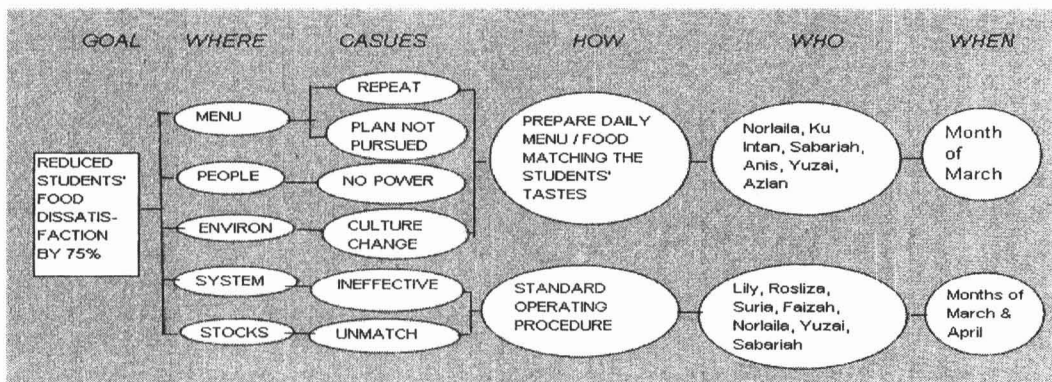 GOAL WHERE CASUES HOW WHO WHEN
REDUCED
STUDENTS'
FOOD
DISSATIS-
FACTION
BY 75%
MENU
PEOPLE
ENVIRON
SYSTEM
STOCKS
REPEAT
PLAN NOT
PURSUED
NO POWER
CULTURE
CHANGE
INEFFECTIVE
UNMATCH
PREPARE DAILY
MENU / FOOD
MATCHING THE
STUDENTS'
TASTES
STANDARD
OPERATING
PROCEDURE
Norlaila, Ku
Intan, Sabariah,
Anis, Yuzai,
Azlan
Lily, Rosliza,
Suria, Faizah,
Norlaila, Yuzai,
Sabariah
Month
of
March
Months of
March &
April